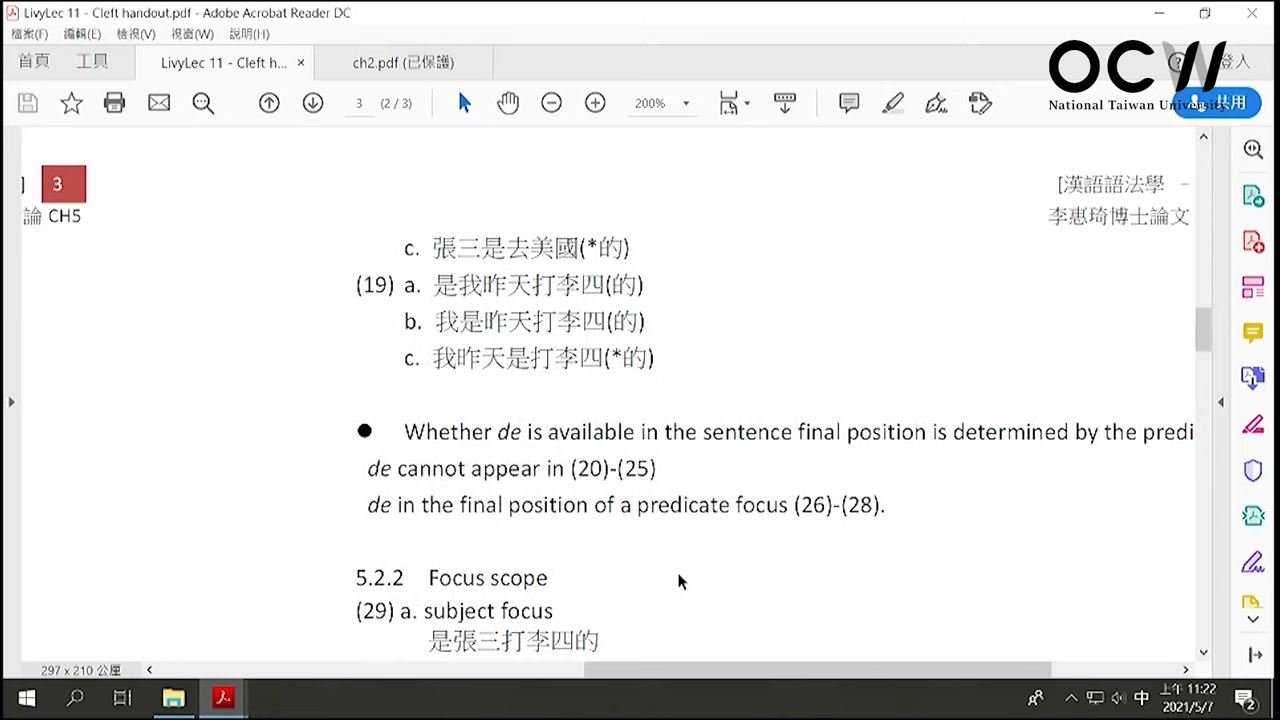 LivyLec 11 - Cleft handout.pdf - Adobe Acrobat Reader DC
檔案(F) 編輯(E) 檢視(V) 視窗(W) 說明(H)
首頁 工具 LivyLec 11 - Cleft h... × ch2.pdf (已保護) 登入
OCW
National Taiwan University
3 (2 / 3) 200% 共用
] 3 [漢語語法學 –
論 CH5 李惠琦博士論文
c. 張三是去美國(*的)
(19) a. 是我昨天打李四(的)
b. 我是昨天打李四(的)
c. 我昨天是打李四(*的)
● Whether de is available in the sentence final position is determined by the predi
de cannot appear in (20)-(25)
de in the final position of a predicate focus (26)-(28).
5.2.2 Focus scope
(29) a. subject focus
是張三打李四的
297 x 210 公厘
中 上午 11:22
2021/5/7 2